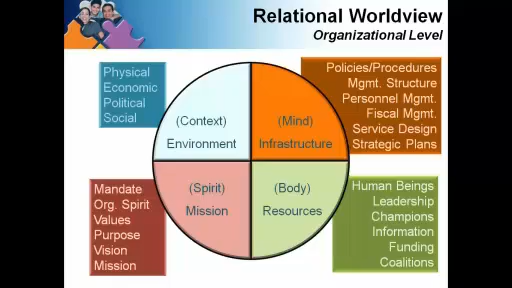 Relational Worldview
Organizational Level
Physical
Economic
Political
Social
(Context)
Environment
(Mind)
Infrastructure
Policies/Procedures
Mgmt. Structure
Personnel Mgmt.
Fiscal Mgmt.
Service Design
Strategic Plans
Mandate
Org. Spirit
Values
Purpose
Vision
Mission
(Spirit)
Mission
(Body)
Resources
Human Beings
Leadership
Champions
Information
Funding
Coalitions